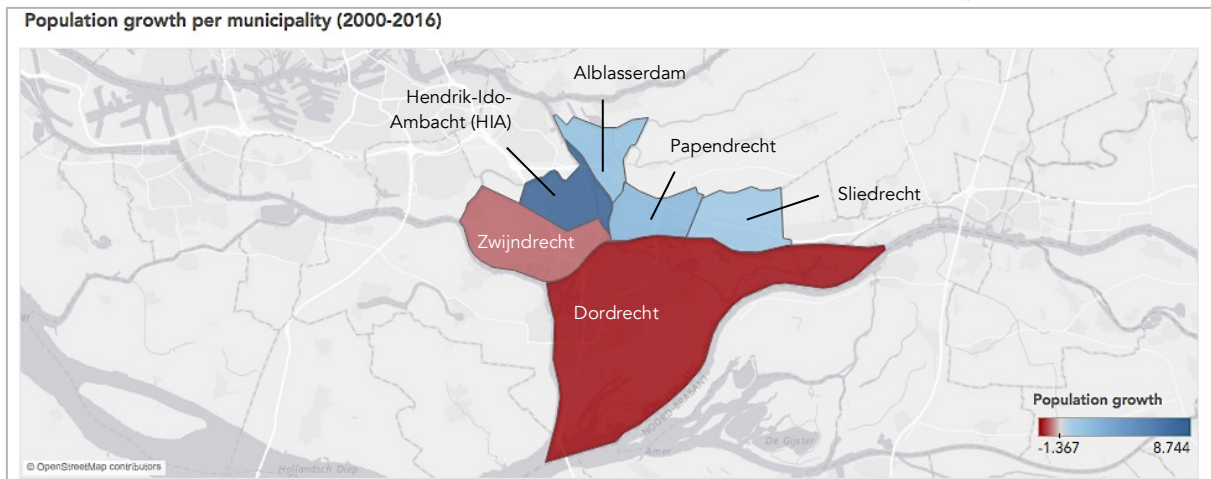 Population growth per municipality (2000-2016)
Alblasserdam
Hendrik-Ido-
Ambacht (HIA)
Papendrecht
Sliedrecht
Zwijndrecht
Dordrecht
NOORD-BRABANT
De Gijster
Amer
Hollandsch Diep
Population growth
-1.367 8.744
© OpenStreetMap contributors